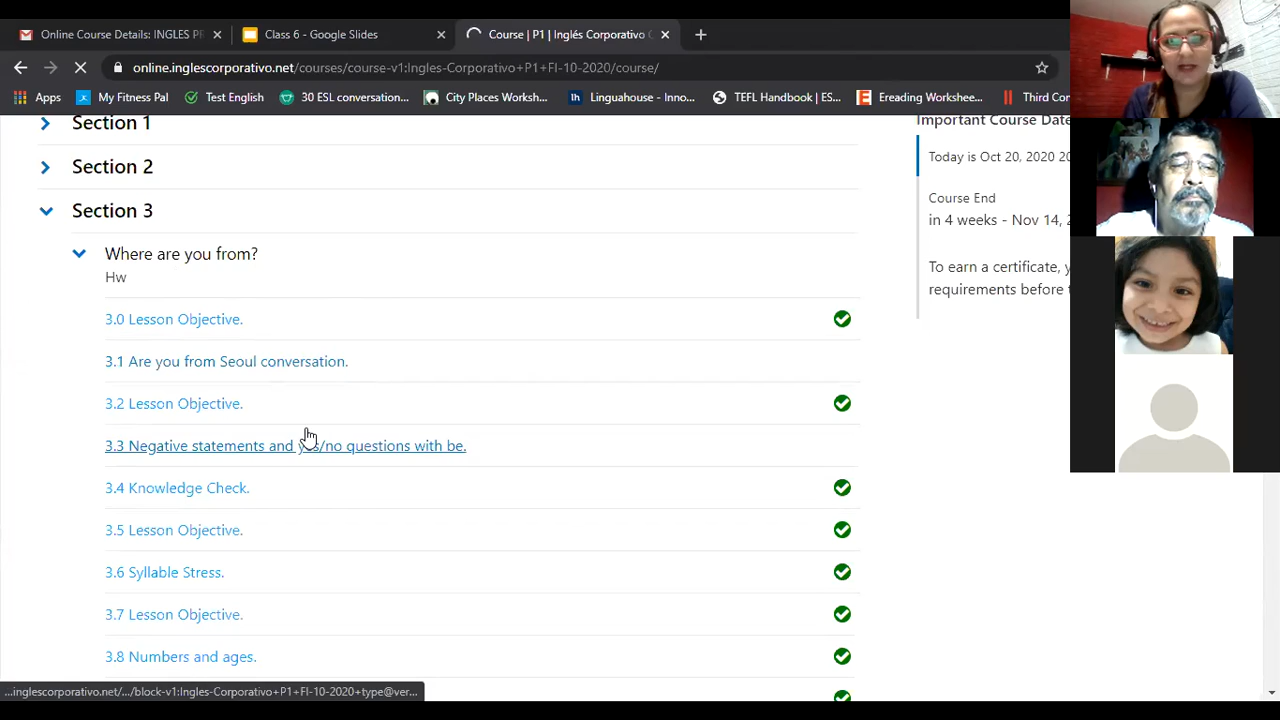 Online Course Details: INGLES PR
Class 6 - Google Slides
Course | P1 | Inglés Corporativo C
online.inglescorporativo.net/courses/course-v1:Ingles-Corporativo+P1+FI-10-2020/course/
Apps
My Fitness Pal
Test English
30 ESL conversation...
City Places Worksh...
Linguahouse - Inno...
TEFL Handbook | ES...
Ereading Workshee...
Third Con
Section 1
Section 2
Section 3
Where are you from?
Hw
3.0 Lesson Objective.
3.1 Are you from Seoul conversation.
3.2 Lesson Objective.
3.3 Negative statements and yes/no questions with be.
3.4 Knowledge Check.
3.5 Lesson Objective.
3.6 Syllable Stress.
3.7 Lesson Objective.
3.8 Numbers and ages.
Important Course Date
Today is Oct 20, 2020 20
Course End
in 4 weeks - Nov 14, 2
To earn a certificate, y
requirements before t
...inglescorporativo.net/.../block-v1:Ingles-Corporativo+P1+FI-10-2020+type@ver...